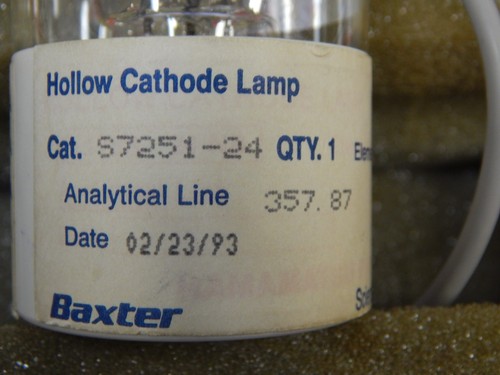 Hollow Cathode Lamp
Cat. S7251-24 QTY. 1
Analytical Line 357.87
Date 02/23/93
Baxter